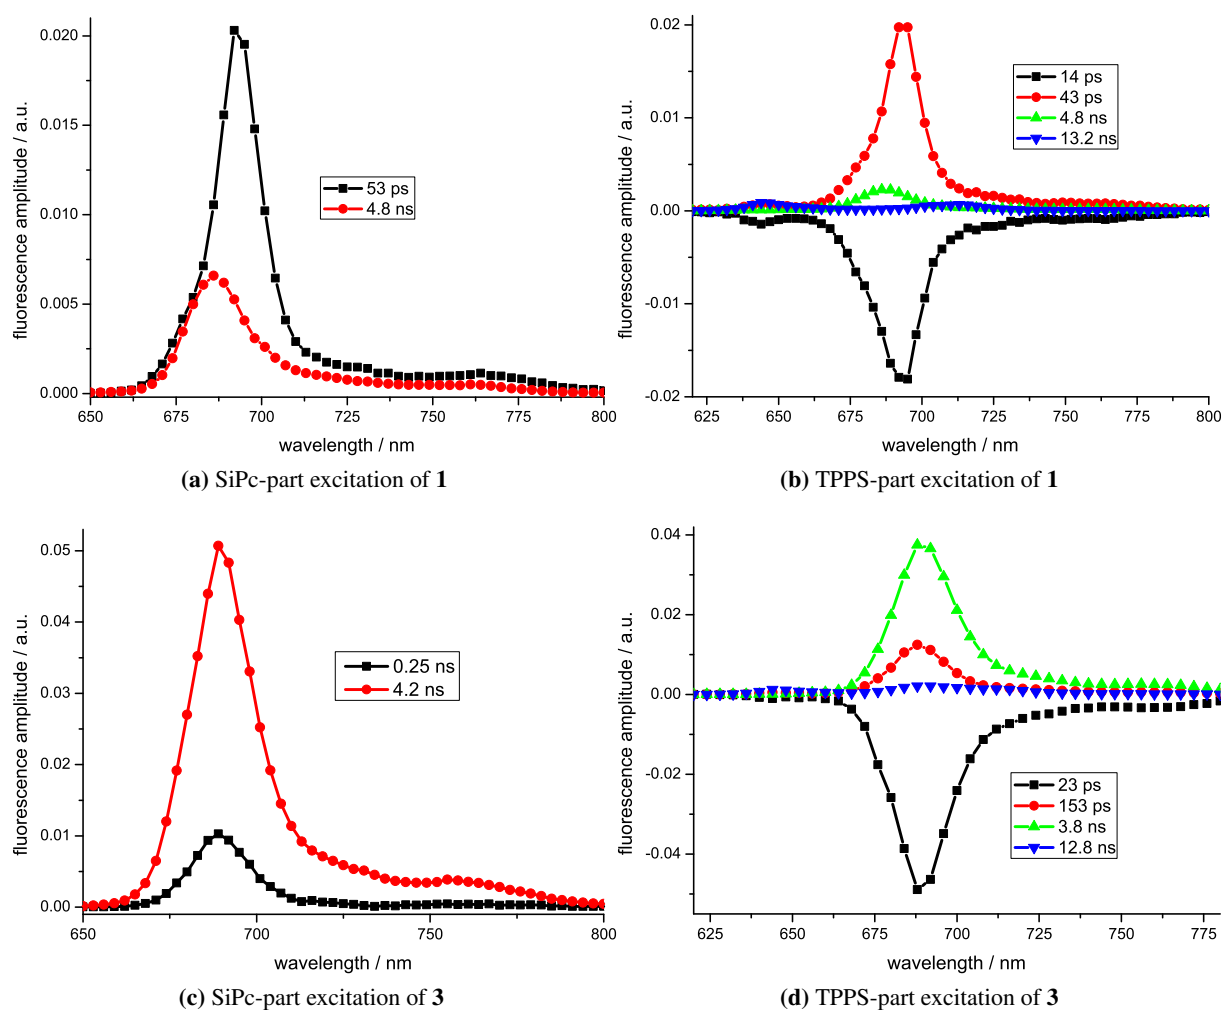 0.020
0.015
0.010
0.005
0.000
fluorescence amplitude / a.u.
53 ps
4.8 ns
650 675 700 725 750 775 800
wavelength / nm
(a) SiPc-part excitation of 1
0.02
0.01
0.00
-0.01
-0.02
fluorescence amplitude / a.u.
14 ps
43 ps
4.8 ns
13.2 ns
625 650 675 700 725 750 775 800
wavelength / nm
(b) TPPS-part excitation of 1
0.05
0.04
0.03
0.02
0.01
0.00
fluorescence amplitude / a.u.
0.25 ns
4.2 ns
650 700 750 800
wavelength / nm
(c) SiPc-part excitation of 3
0.04
0.02
0.00
-0.02
-0.04
fluorescence amplitude / a.u.
23 ps
153 ps
3.8 ns
12.8 ns
625 650 675 700 725 750 775
wavelength / nm
(d) TPPS-part excitation of 3